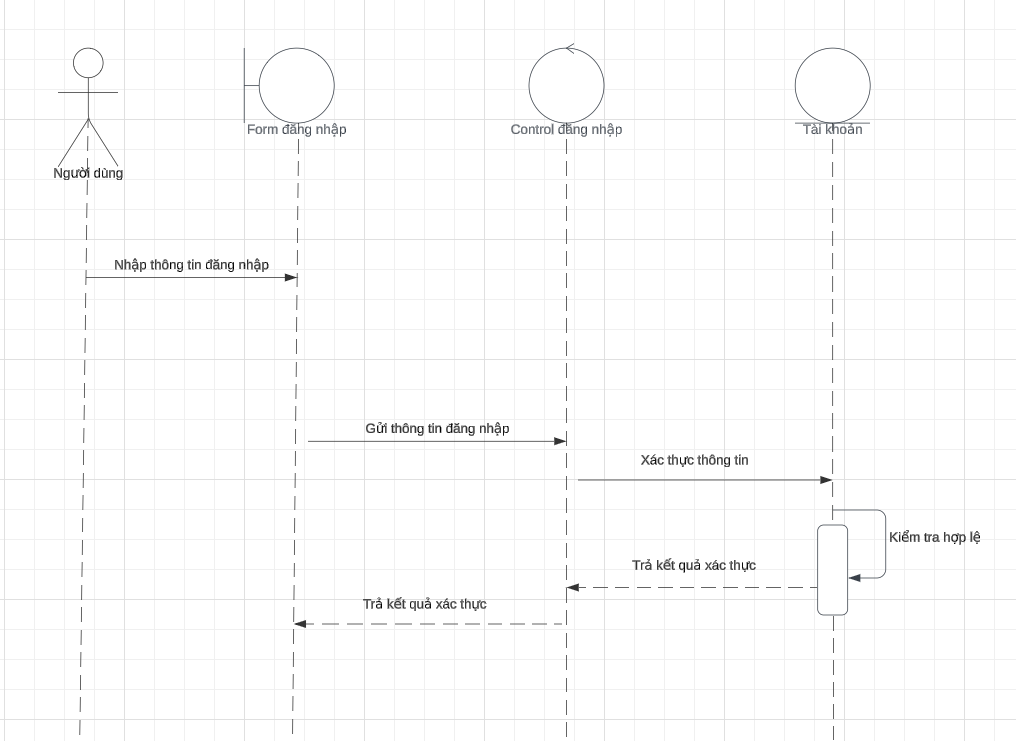 Form đăng nhập
Control đăng nhập
Tài khoản
Người dùng
Nhập thông tin đăng nhập
Gửi thông tin đăng nhập
Xác thực thông tin
Kiểm tra hợp lệ
Trả kết quả xác thực
Trả kết quả xác thực